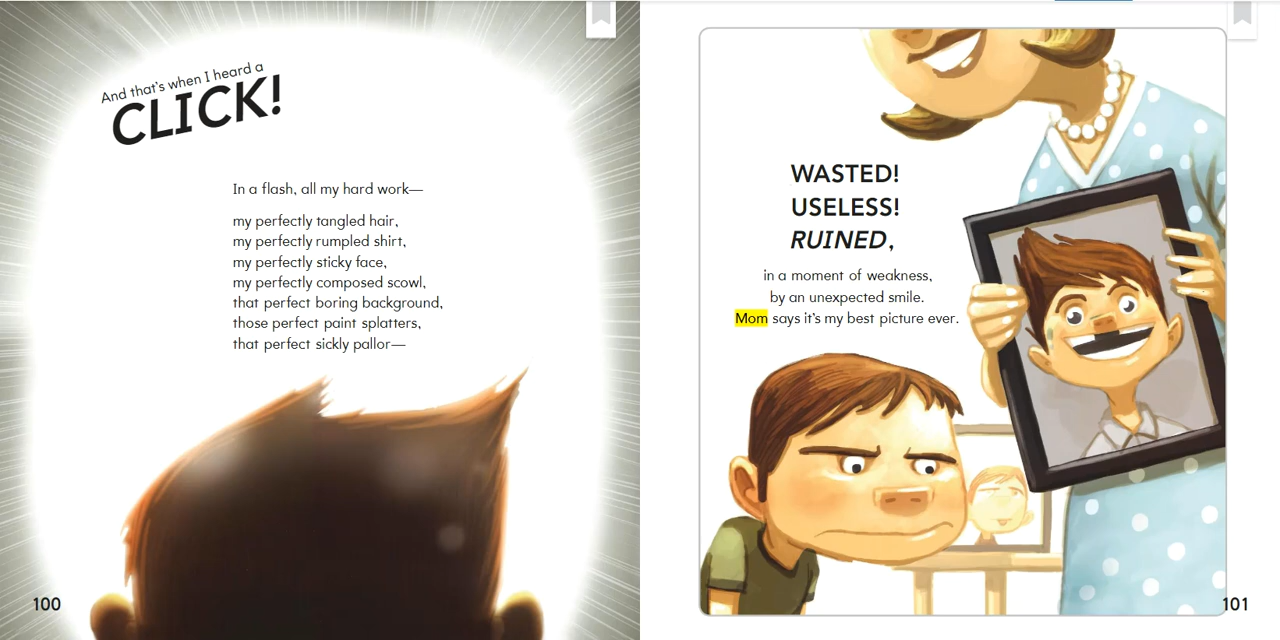 And that's when I heard a
CLICK!
In a flash, all my hard work—
my perfectly tangled hair,
my perfectly rumpled shirt,
my perfectly sticky face,
my perfectly composed scowl,
that perfect boring background,
those perfect paint splatters,
that perfect sickly pallor—
100
WASTED!
USELESS!
RUINED,
in a moment of weakness,
by an unexpected smile.
Mom says it's my best picture ever.
101